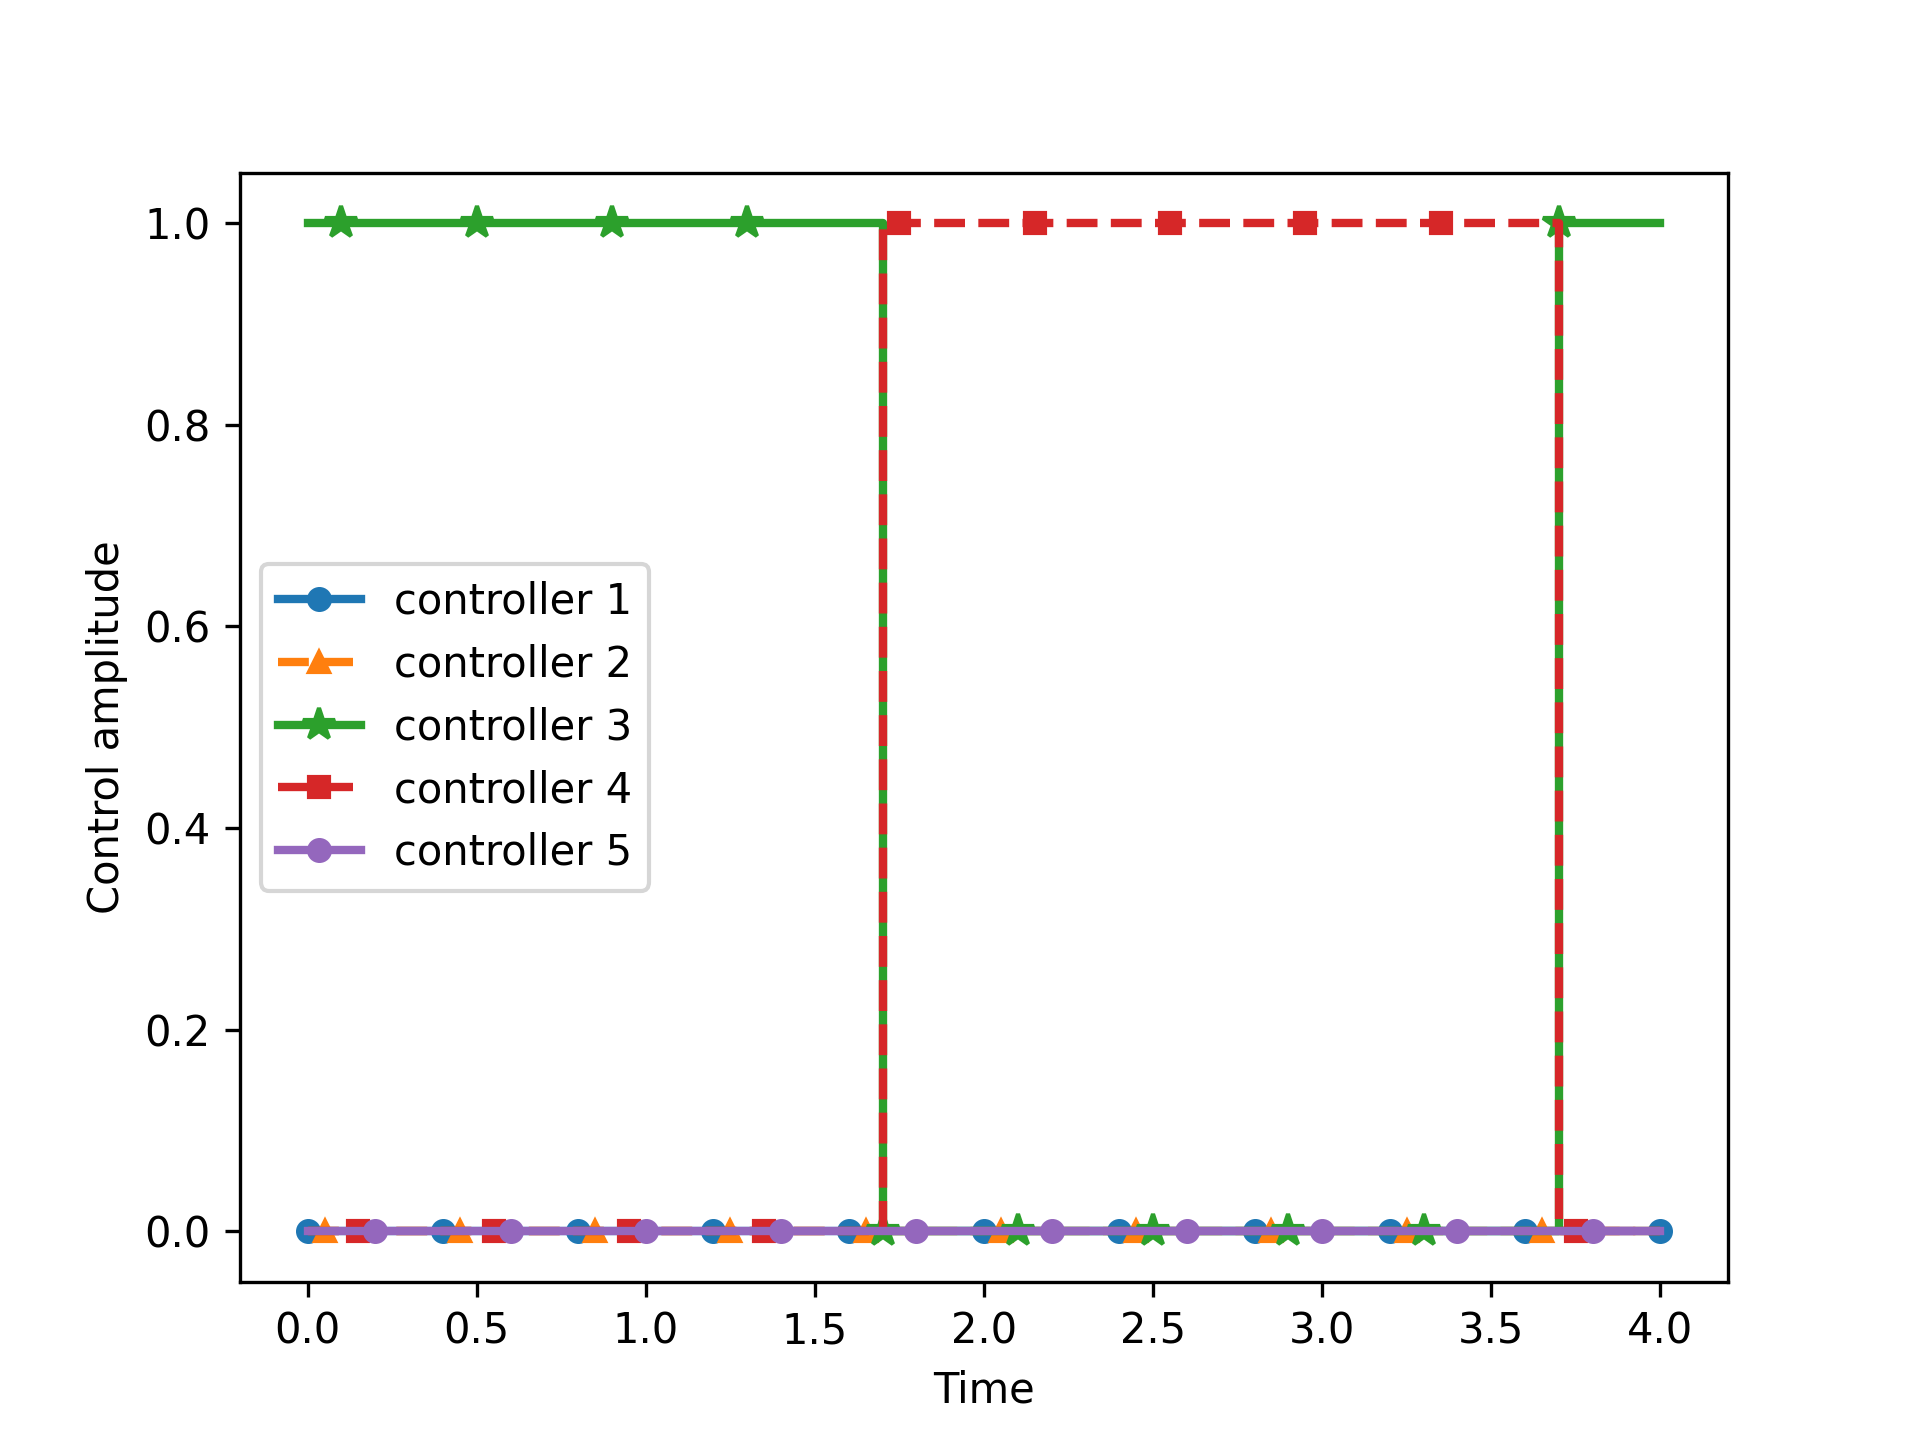 1.0
0.8
0.6
0.4
0.2
0.0
Control amplitude
controller 1
controller 2
controller 3
controller 4
controller 5
0.0 0.5 1.0 1.5 2.0 2.5 3.0 3.5 4.0
Time